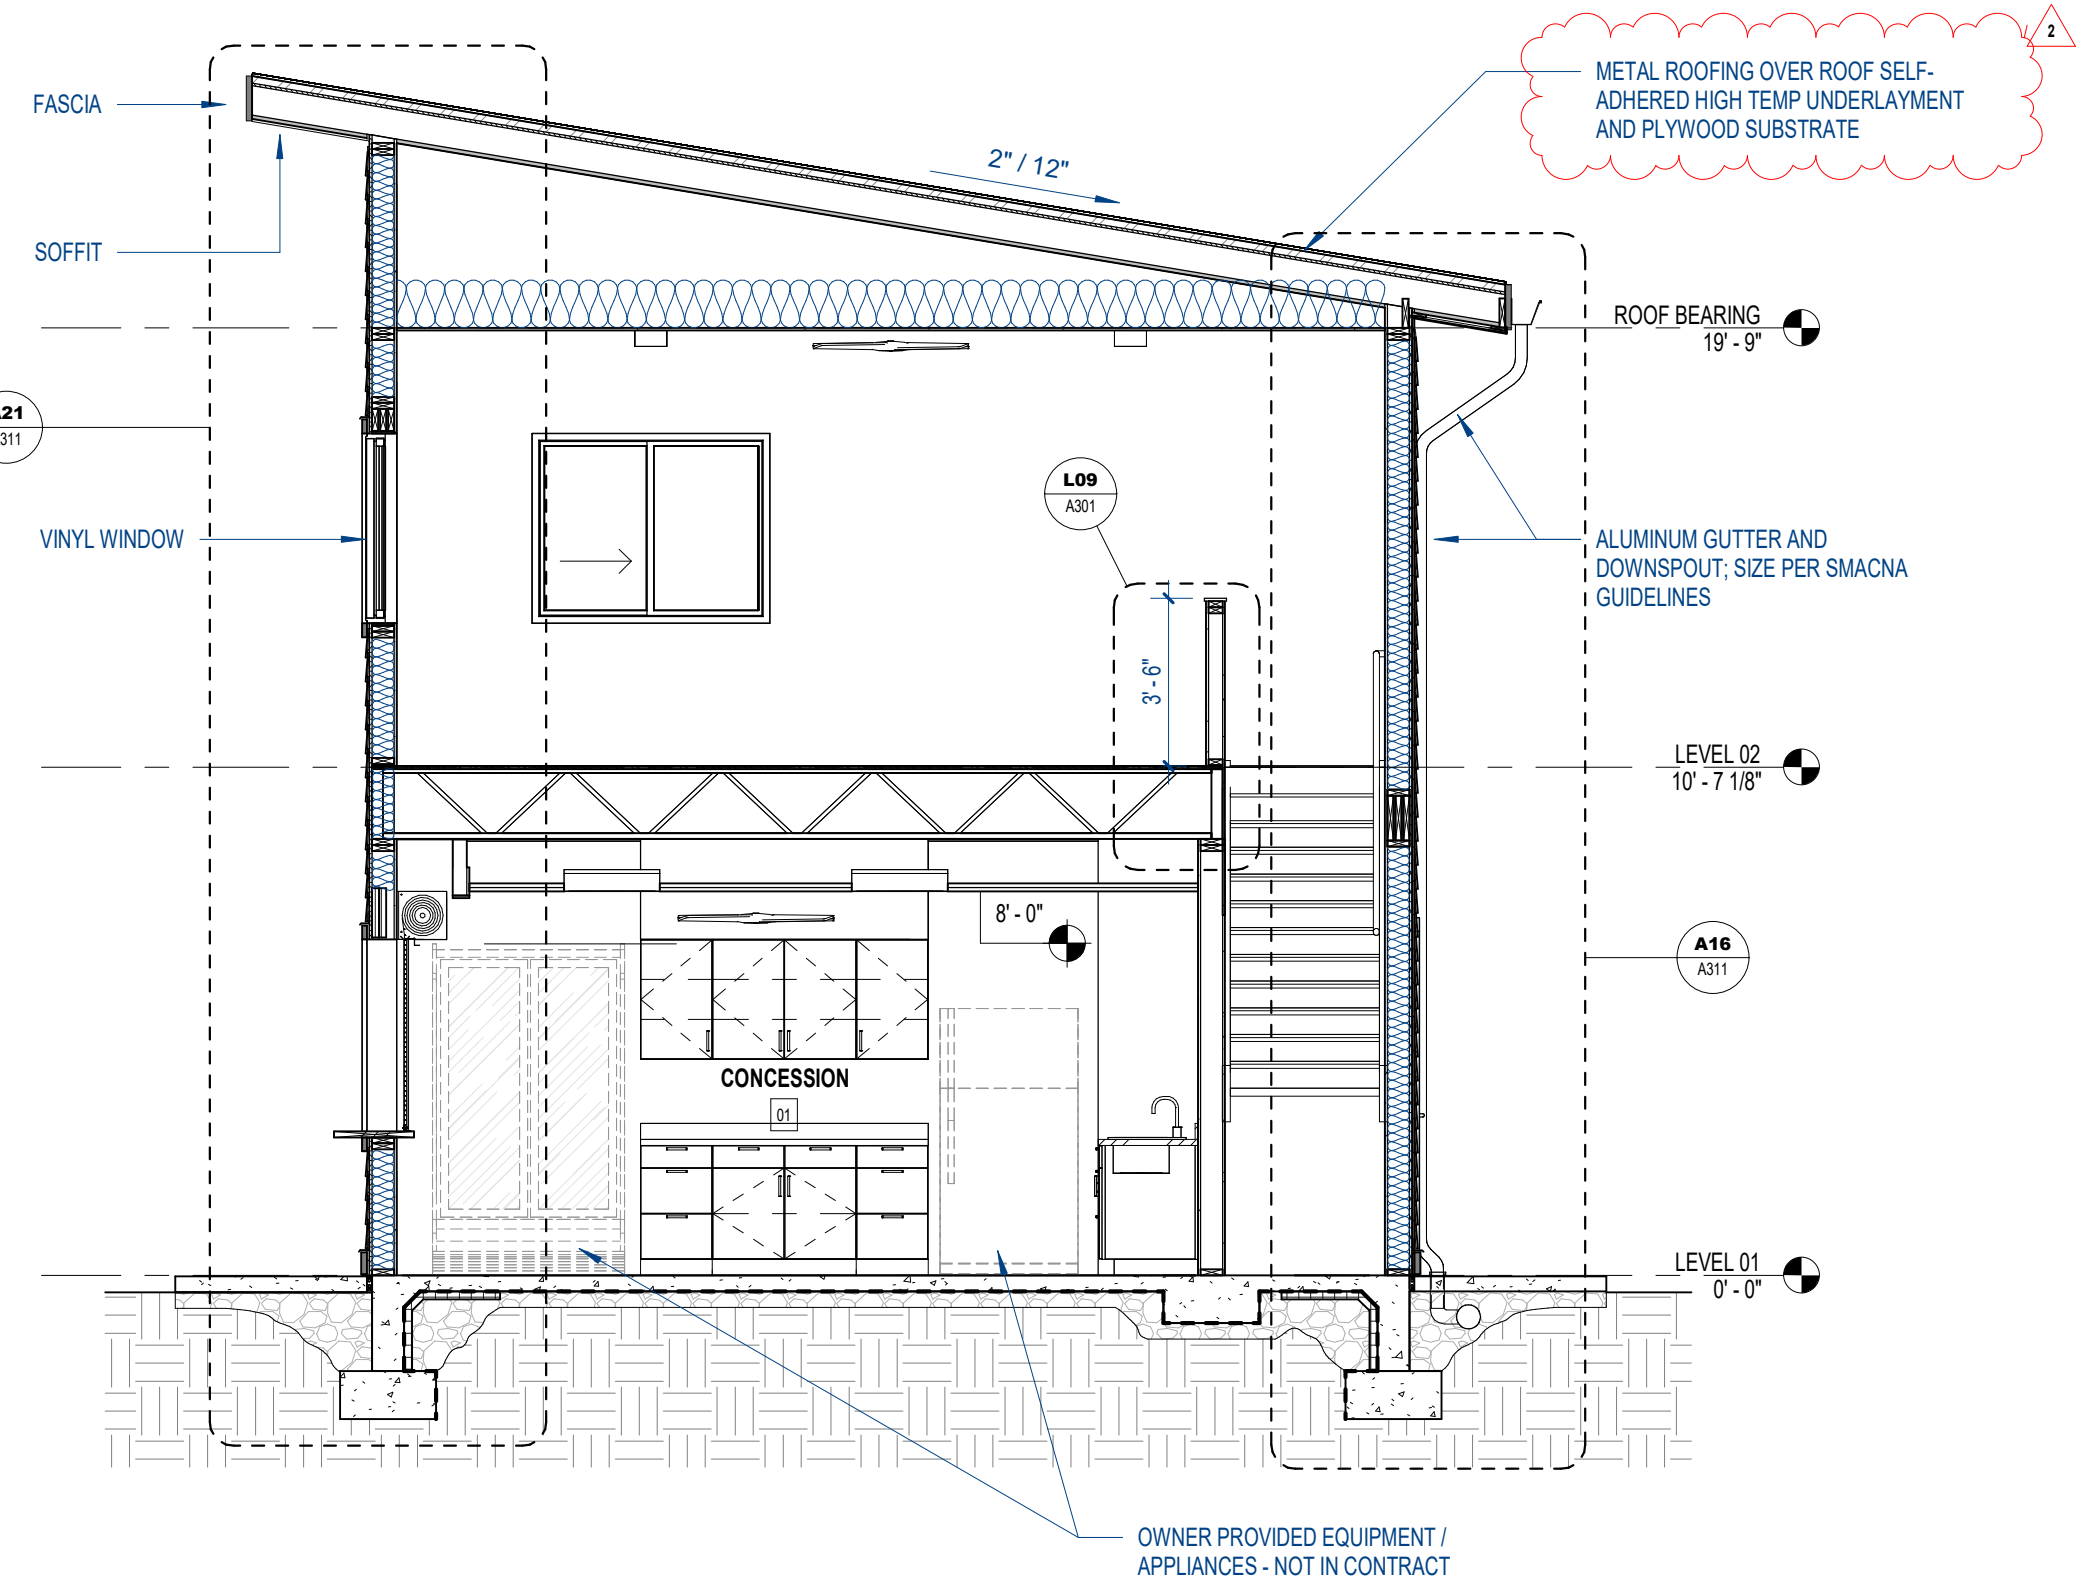 2
METAL ROOFING OVER ROOF SELF-
ADHERED HIGH TEMP UNDERLAYMENT
AND PLYWOOD SUBSTRATE
FASCIA
2" / 12"
SOFFIT
ROOF BEARING
19' - 9"
A21
A311
L09
A301
VINYL WINDOW
ALUMINUM GUTTER AND
DOWNSPOUT; SIZE PER SMACNA
GUIDELINES
3' - 6"
LEVEL 02
10' - 7 1/8"
8' - 0"
A16
A311
CONCESSION
01
LEVEL 01
0' - 0"
OWNER PROVIDED EQUIPMENT /
APPLIANCES - NOT IN CONTRACT